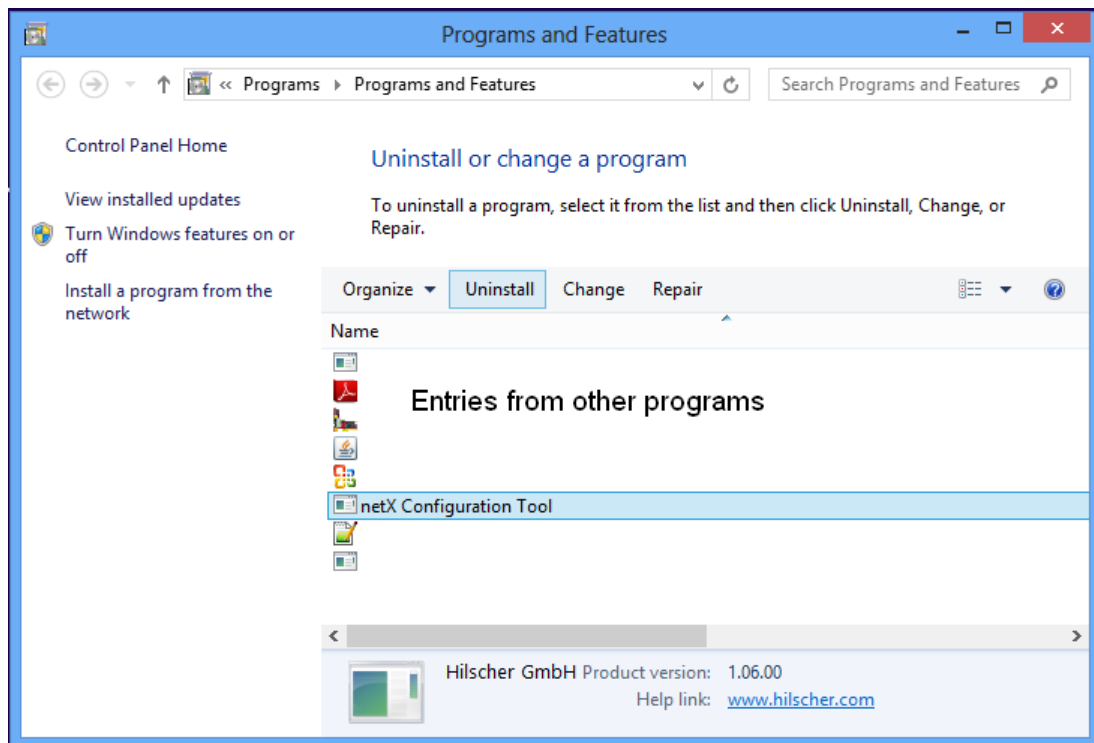 Programs and Features
« Programs Programs and Features
Search Programs and Features
Control Panel Home
View installed updates
Turn Windows features on or
off
Install a program from the
network
Uninstall or change a program
To uninstall a program, select it from the list and then click Uninstall, Change, or
Repair.
Organize Uninstall Change Repair
Name
Entries from other programs
netX Configuration Tool
Hilscher GmbH Product version: 1.06.00
Help link: www.hilscher.com